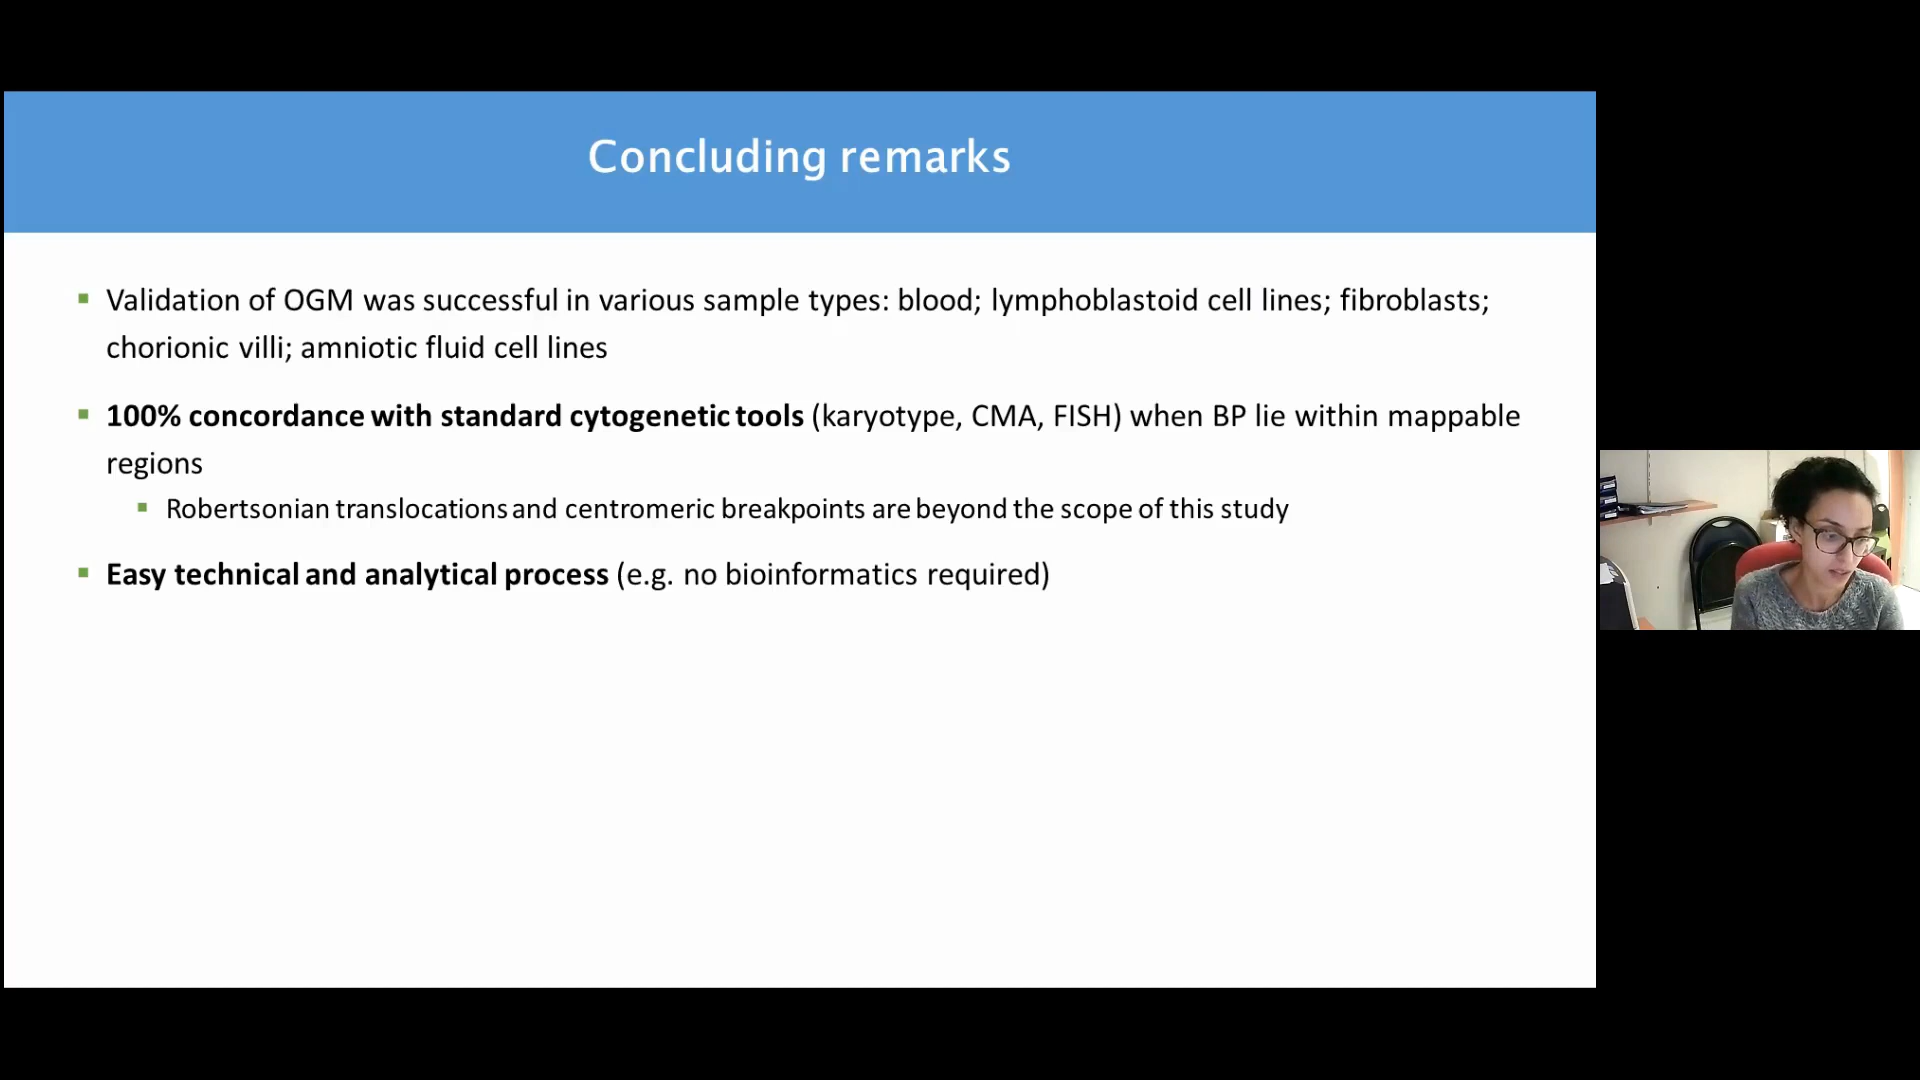 Concluding remarks
Validation of OGM was successful in various sample types: blood; lymphoblastoid cell lines; fibroblasts;
chorionic villi; amniotic fluid cell lines
100% concordance with standard cytogenetic tools (karyotype, CMA, FISH) when BP lie within mappable
regions
Robertsonian translocations and centromeric breakpoints are beyond the scope of this study
Easy technical and analytical process (e.g. no bioinformatics required)